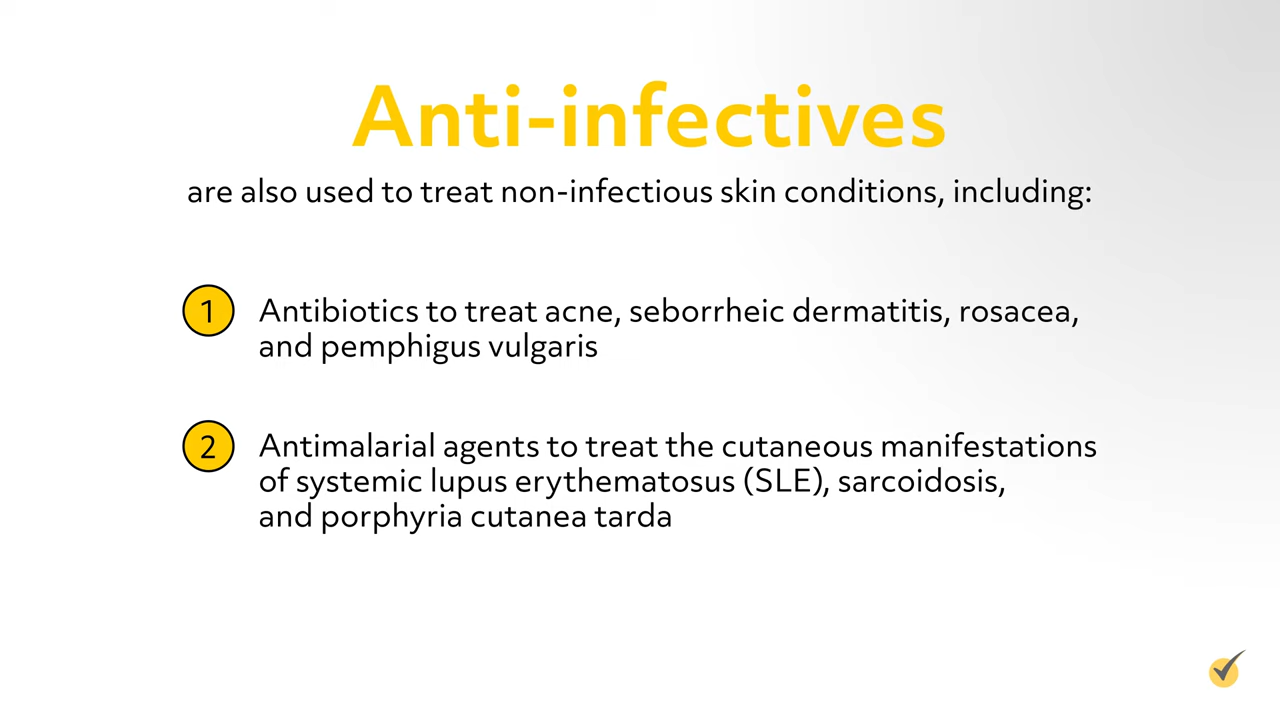 Anti-infectives
are also used to treat non-infectious skin conditions, including:
1
Antibiotics to treat acne, seborrheic dermatitis, rosacea,
and pemphigus vulgaris
2
Antimalarial agents to treat the cutaneous manifestations
of systemic lupus erythematosus (SLE), sarcoidosis,
and porphyria cutanea tarda